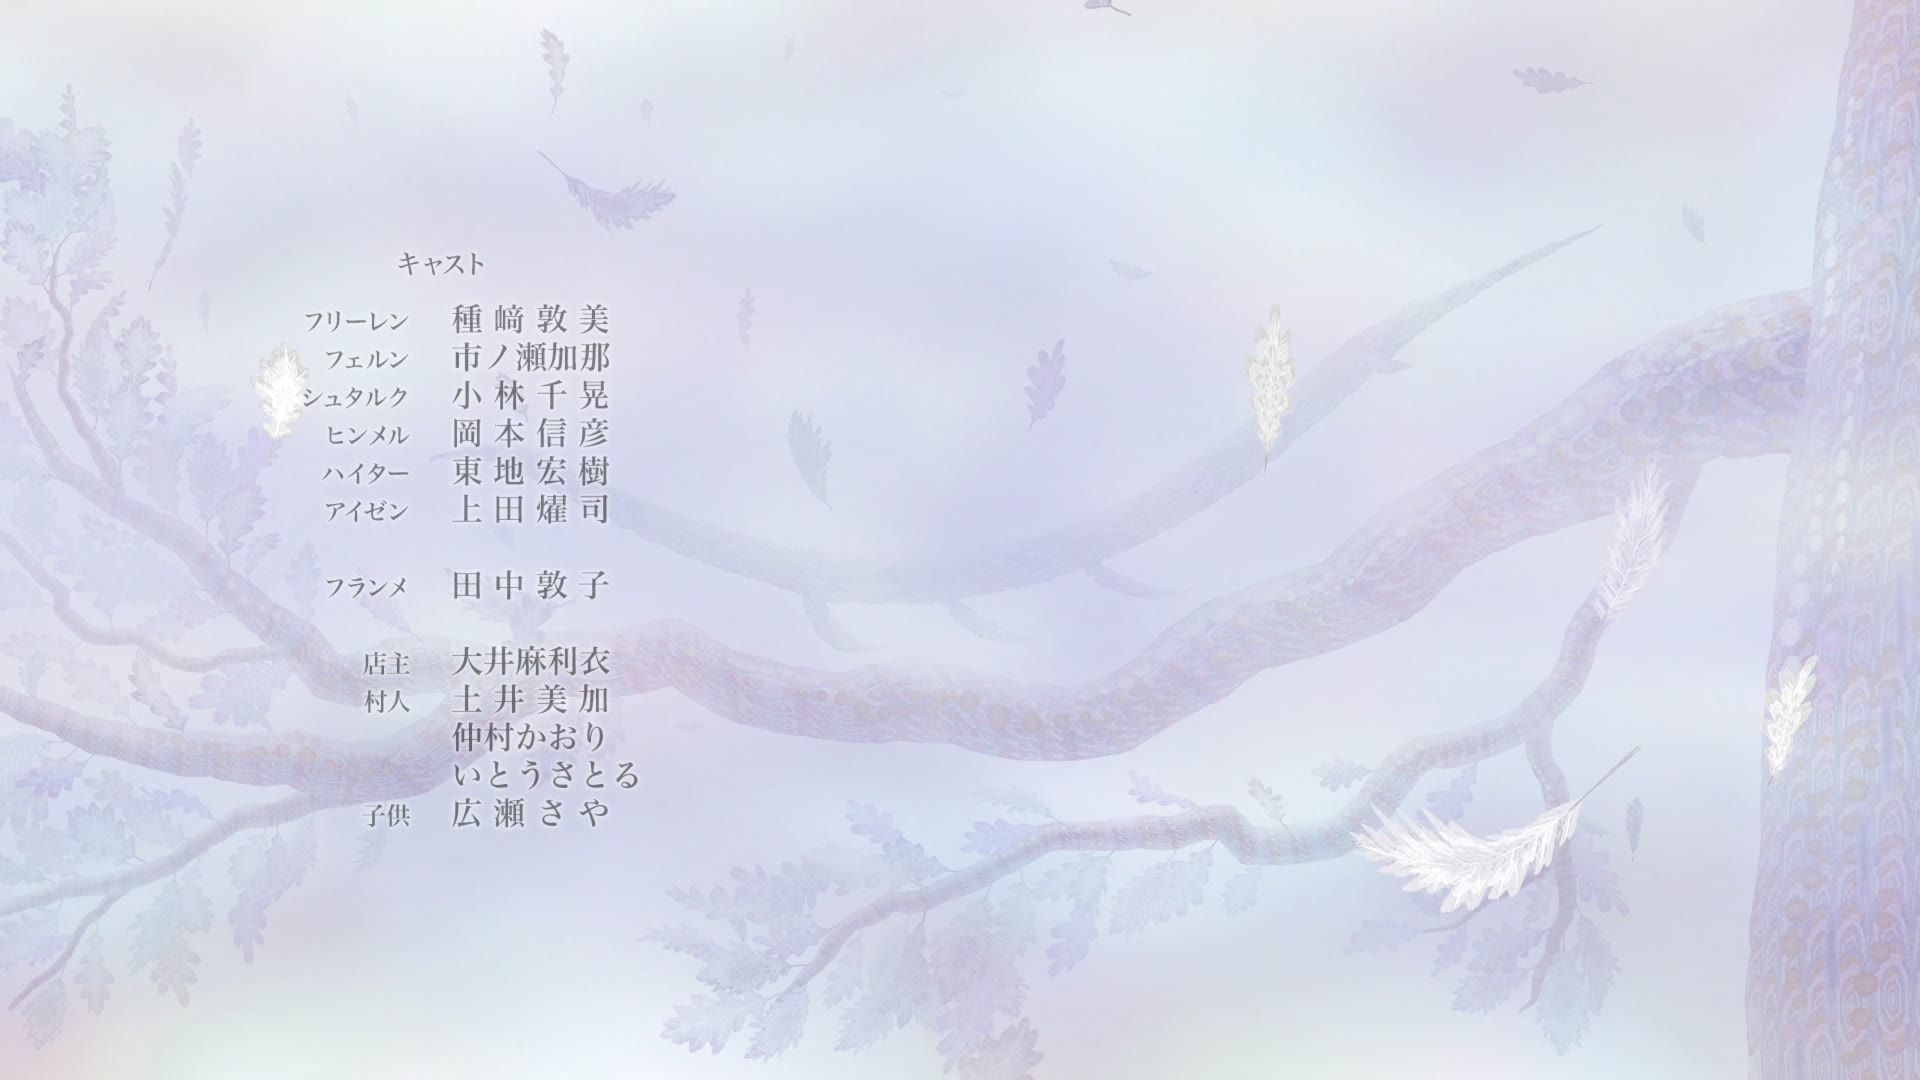 キャスト
フリーレン 種﨑敦美
フェルン 市ノ瀬加那
シュタルク 小林千晃
ヒンメル 岡本信彦
ハイター 東地宏樹
アイゼン 上田燿司
フランメ 田中敦子
店主 大井麻利衣
村人 土井美加
仲村かおり
いとうさとる
子供 広瀬さや